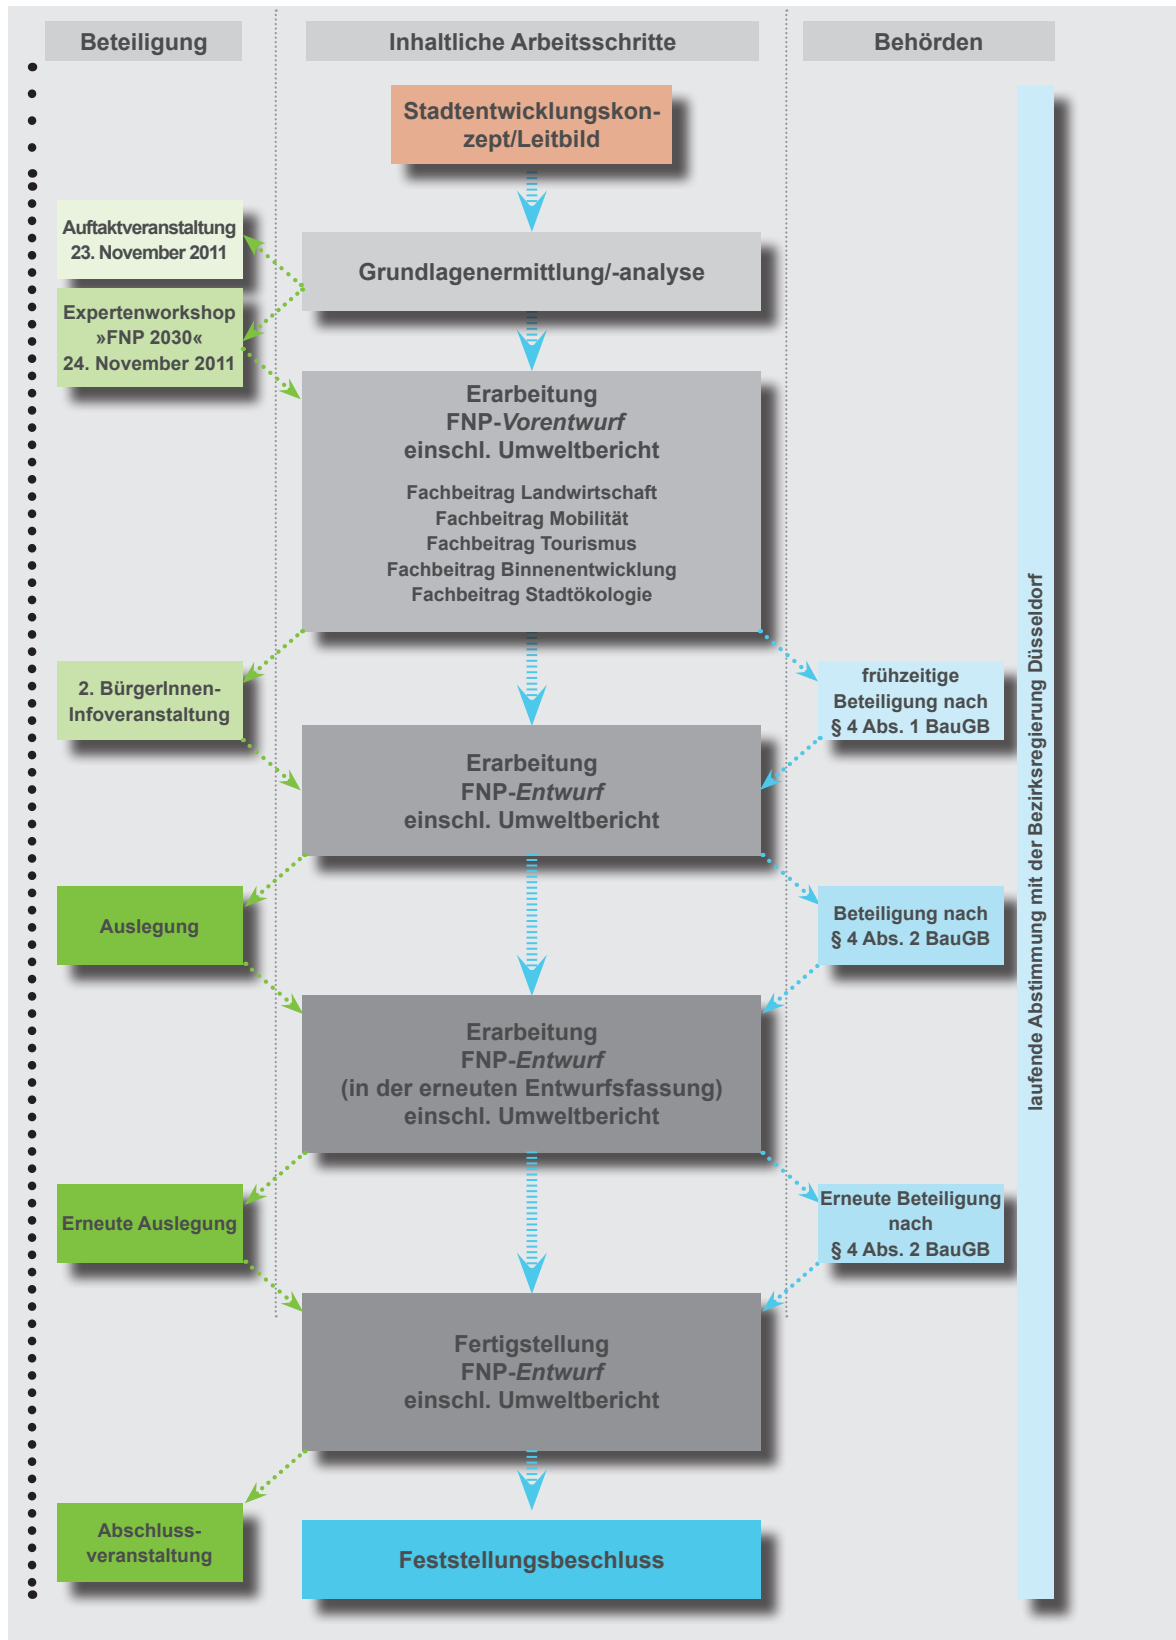 Beteiligung
Inhaltliche Arbeitsschritte
Behörden
Stadtentwicklungskon-
zept/Leitbild
Auftaktveranstaltung
23. November 2011
Grundlagenermittlung/-analyse
Expertenworkshop
»FNP 2030«
24. November 2011
Erarbeitung
FNP-Vorentwurf
einschl. Umweltbericht
Fachbeitrag Landwirtschaft
Fachbeitrag Mobilität
Fachbeitrag Tourismus
Fachbeitrag Binnenentwicklung
Fachbeitrag Stadtökologie
2. BürgerInnen-
Infoveranstaltung
frühzeitige
Beteiligung nach
§ 4 Abs. 1 BauGB
Erarbeitung
FNP-Entwurf
einschl. Umweltbericht
Auslegung
Beteiligung nach
§ 4 Abs. 2 BauGB
Erarbeitung
FNP-Entwurf
(in der erneuten Entwurfsfassung)
einschl. Umweltbericht
Erneute Auslegung
Erneute Beteiligung
nach
§ 4 Abs. 2 BauGB
Fertigstellung
FNP-Entwurf
einschl. Umweltbericht
Abschluss-
veranstaltung
Feststellungsbeschluss
laufende Abstimmung mit der Bezirksregierung Düsseldorf